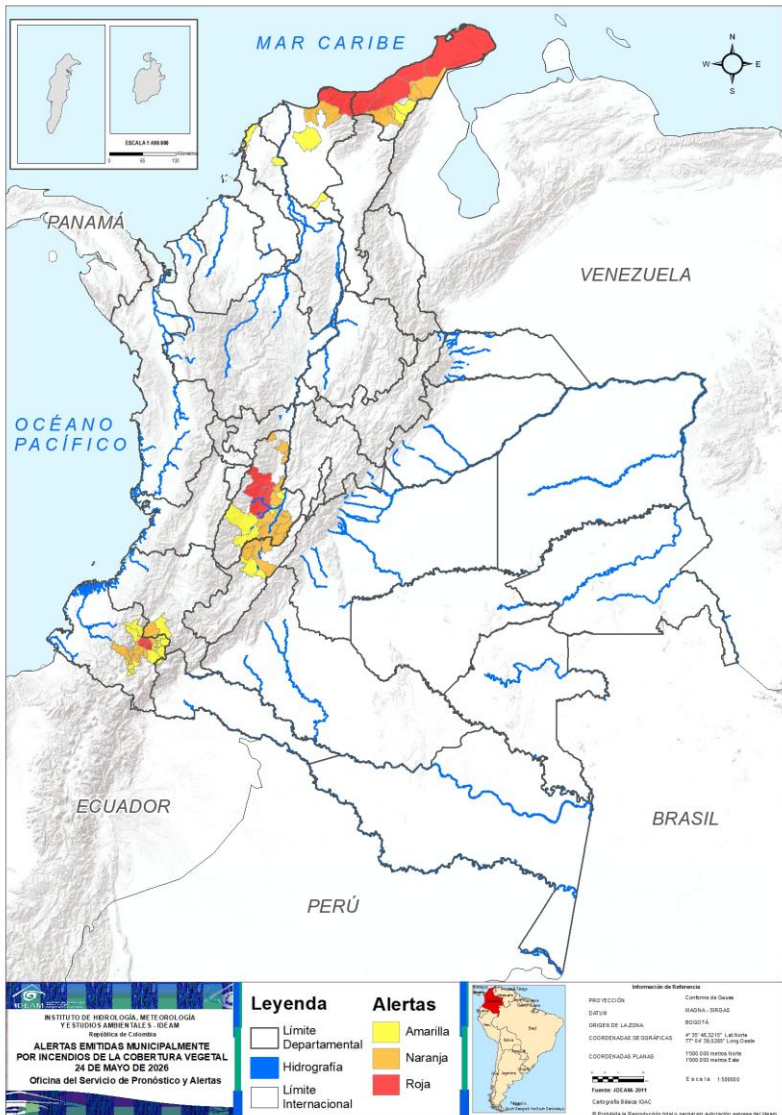 MAR CARIBE
N
W
E
S
ESCALA 1:400 000
0 65 130
PANAMÁ
VENEZUELA
OCÉANO
PACÍFICO
ECUADOR
BRASIL
PERÚ
IDEAM
INSTITUTO DE HIDROLOGÍA, METEOROLOGÍA
Y ESTUDIOS AMBIENTALES - IDEAM
República de Colombia
ALERTAS EMITIDAS MUNICIPALMENTE
POR INCENDIOS DE LA COBERTURA VEGETAL
24 DE MAYO DE 2026
Oficina del Servicio de Pronóstico y Alertas
Leyenda
Límite
Departamental
Hidrografía
Límite
Internacional
Alertas
Amarilla
Naranja
Roja
Información de Referencia
PROYECCIÓN Conforme de Gauss
DATUM MAGNA - SIRGAS
ORIGEN DE LA ZONA BOGOTÁ
COORDENADAS GEOGRÁFICAS
COORDENADAS PLANAS 1'000.000 metros Norte
1'000.000 metros Este
Escala 1:500000
Fuente: IDEAM 2011
Cartografía Básica IGAC